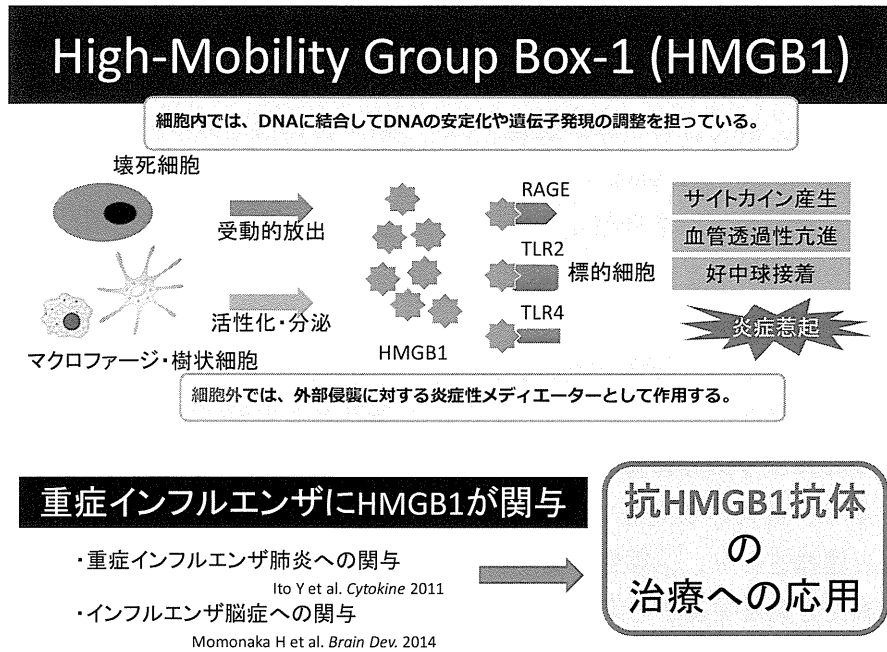 High-Mobility Group Box-1 (HMGB1)
細胞内では、DNAに結合してDNAの安定化や遺伝子発現の調整を担っている。
壊死細胞
受動的放出
マクロファージ・樹状細胞
活性化・分泌
HMGB1
RAGE
TLR2
標的細胞
TLR4
サイトカイン産生
血管透過性亢進
好中球接着
炎症惹起
細胞外では、外部侵襲に対する炎症性メディエーターとして作用する。
重症インフルエンザにHMGB1が関与
・重症インフルエンザ肺炎への関与
Ito Y et al. Cytokine 2011
・インフルエンザ脳症への関与
Momonaka H et al. Brain Dev. 2014
抗HMGB1抗体
の
治療への応用